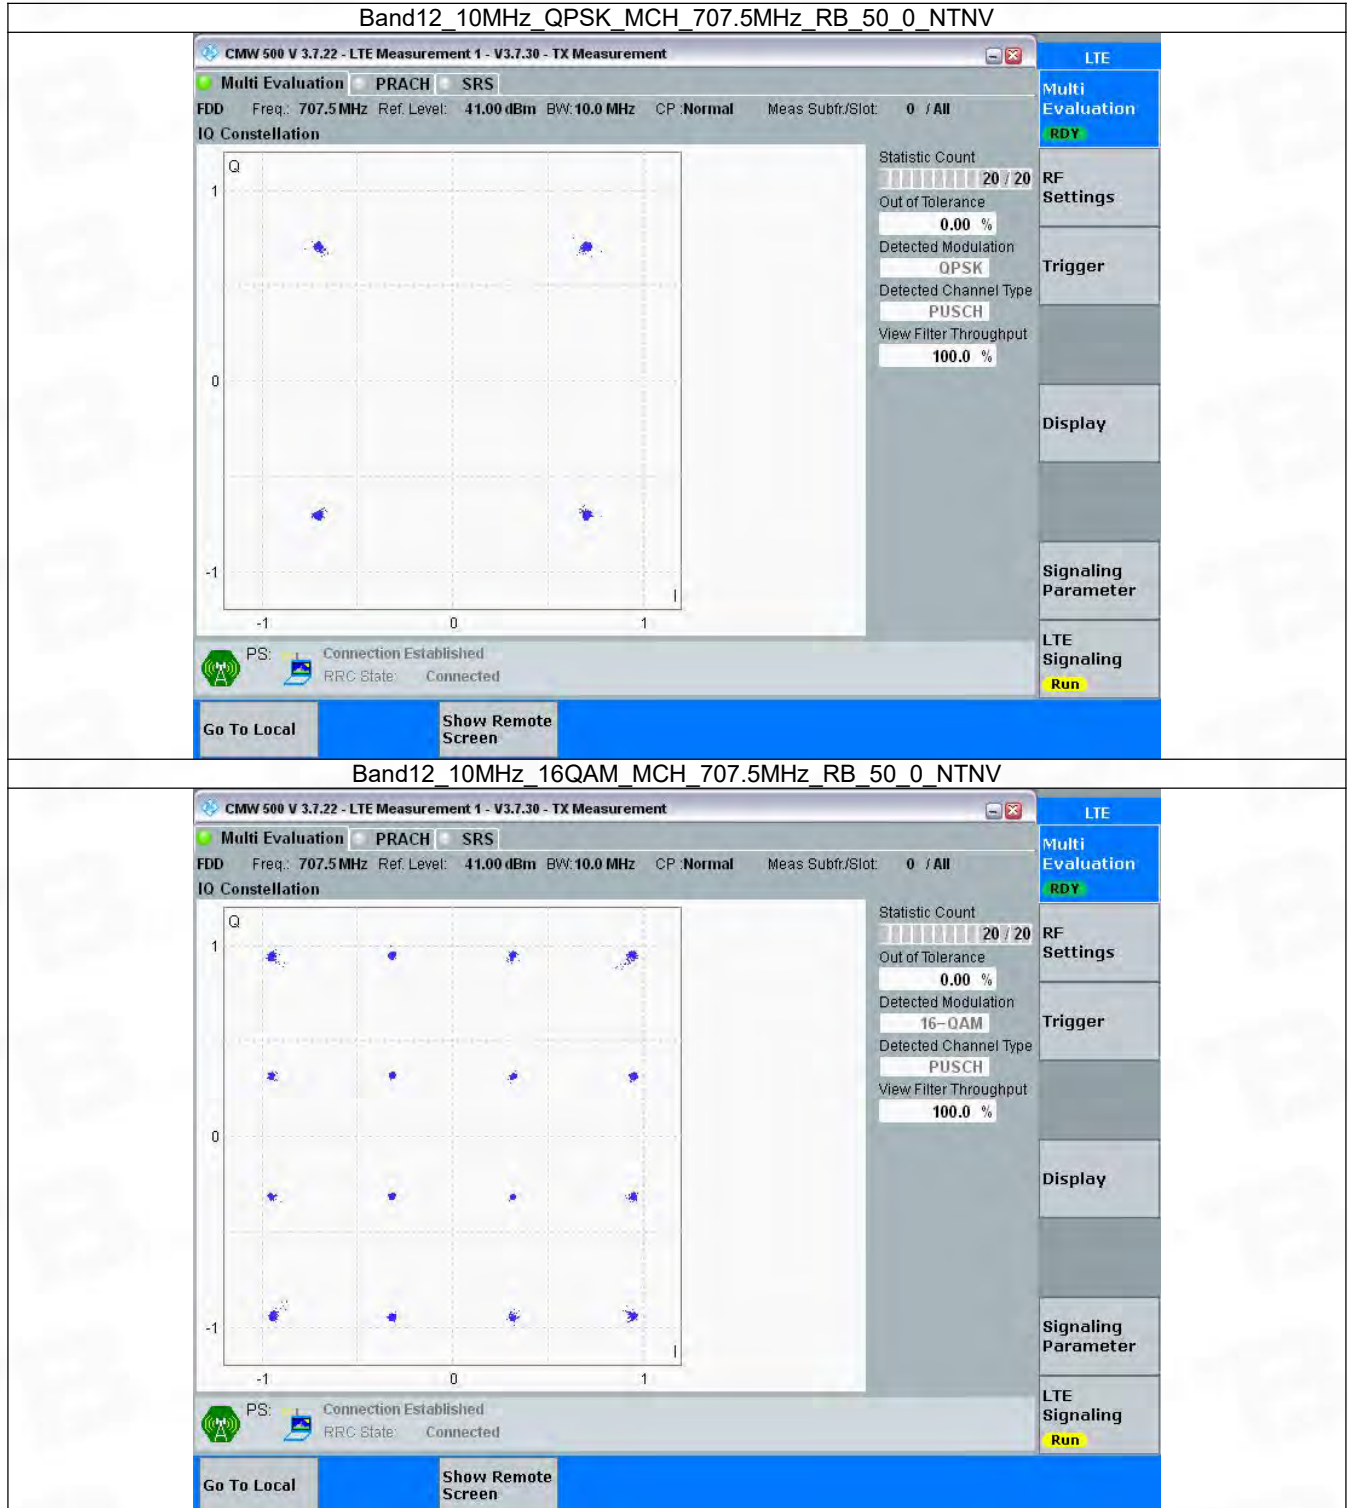 Band12_10MHz_QPSK_MCH_707.5MHz_RB_50_0_NTNV
CMW 500 V 3.7.22 - LTE Measurement 1 - V3.7.30 - TX Measurement
LTE
Multi Evaluation PRACH SRS
Multi
Evaluation
RDY
FDD Freq.: 707.5 MHz Ref. Level: 41.00 dBm BW: 10.0 MHz CP :Normal Meas Subfr./Slot: 0 / All
IQ Constellation
Q
1
0
-1
-1 0 1
I
Statistic Count
20 / 20
Out of Tolerance
0.00 %
Detected Modulation
QPSK
Detected Channel Type
PUSCH
View Filter Throughput
100.0 %
RF
Settings
Trigger
Display
Signaling
Parameter
LTE
Signaling
Run
PS: Connection Established
RRC State: Connected
Go To Local
Show Remote
Screen
Band12_10MHz_16QAM_MCH_707.5MHz_RB_50_0_NTNV
CMW 500 V 3.7.22 - LTE Measurement 1 - V3.7.30 - TX Measurement
LTE
Multi Evaluation PRACH SRS
Multi
Evaluation
RDY
FDD Freq.: 707.5 MHz Ref. Level: 41.00 dBm BW: 10.0 MHz CP :Normal Meas Subfr./Slot: 0 / All
IQ Constellation
Q
1
0
-1
-1 0 1
I
Statistic Count
20 / 20
Out of Tolerance
0.00 %
Detected Modulation
16-QAM
Detected Channel Type
PUSCH
View Filter Throughput
100.0 %
RF
Settings
Trigger
Display
Signaling
Parameter
LTE
Signaling
Run
PS: Connection Established
RRC State: Connected
Go To Local
Show Remote
Screen